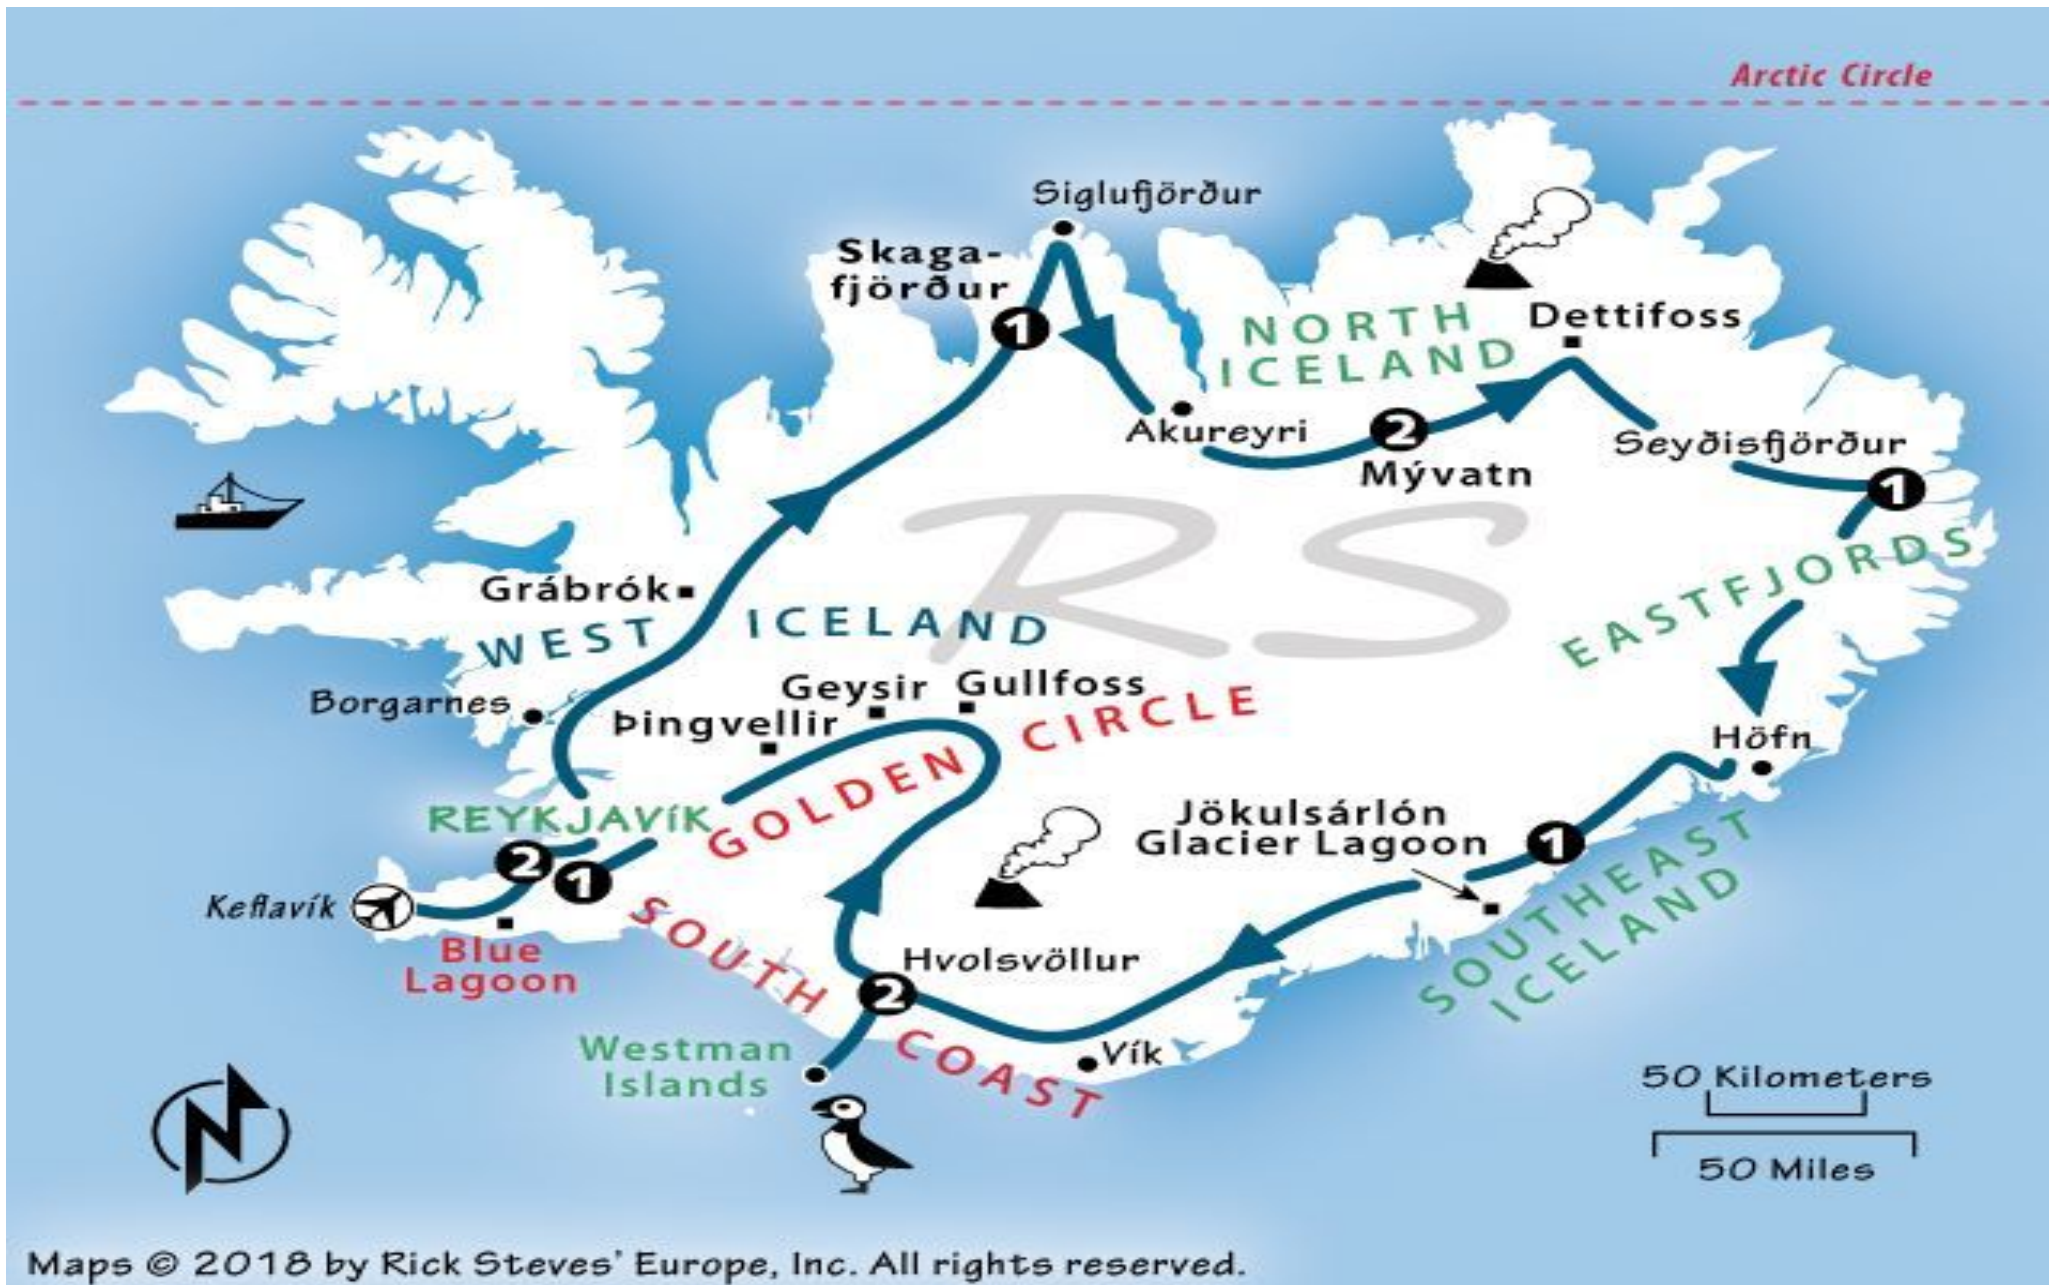 Arctic Circle
Siglufjörður
Skaga-
fjörður
1
NORTH
ICELAND
Dettifoss
Akureyri
2
Mývatn
Seyðisfjörður
1
EASTFJORDS
RS
Grábrók
WEST ICELAND
Borgarnes
Geysir
Gullfoss
Þingvellir
GOLDEN CIRCLE
Höfn
REYKJAVíK
2
1
Jökulsárlón
Glacier Lagoon
1
SOUTHEAST
ICELAND
Keflavík
Blue
Lagoon
SOUTH COAST
Hvolsvöllur
2
Westman
Islands
Vík
N
50 Kilometers
50 Miles
Maps © 2018 by Rick Steves' Europe, Inc. All rights reserved.